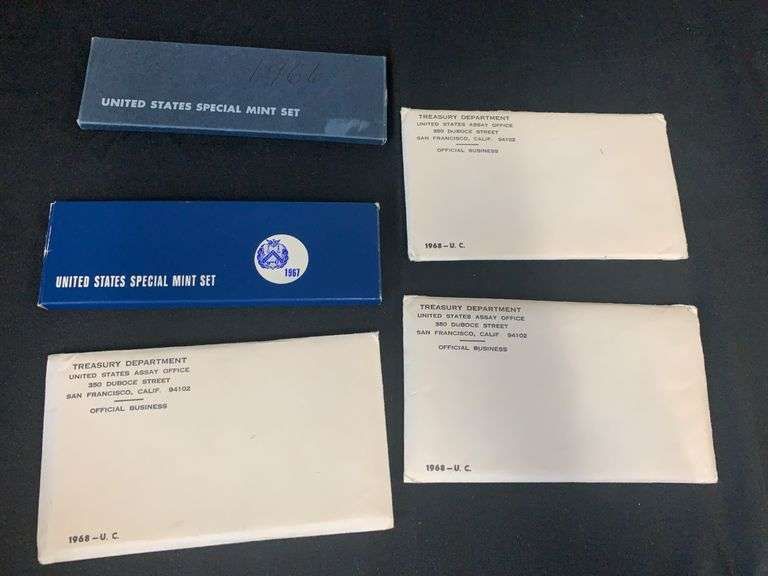 1966
UNITED STATES SPECIAL MINT SET
TREASURY DEPARTMENT
UNITED STATES ASSAY OFFICE
350 DUBOCE STREET
SAN FRANCISCO, CALIF. 94102
OFFICIAL BUSINESS
1968 – U. C.
UNITED STATES SPECIAL MINT SET
1967
TREASURY DEPARTMENT
UNITED STATES ASSAY OFFICE
350 DUBOCE STREET
SAN FRANCISCO, CALIF. 94102
OFFICIAL BUSINESS
1968 – U. C.
TREASURY DEPARTMENT
UNITED STATES ASSAY OFFICE
350 DUBOCE STREET
SAN FRANCISCO, CALIF. 94102
OFFICIAL BUSINESS
1968 – U. C.